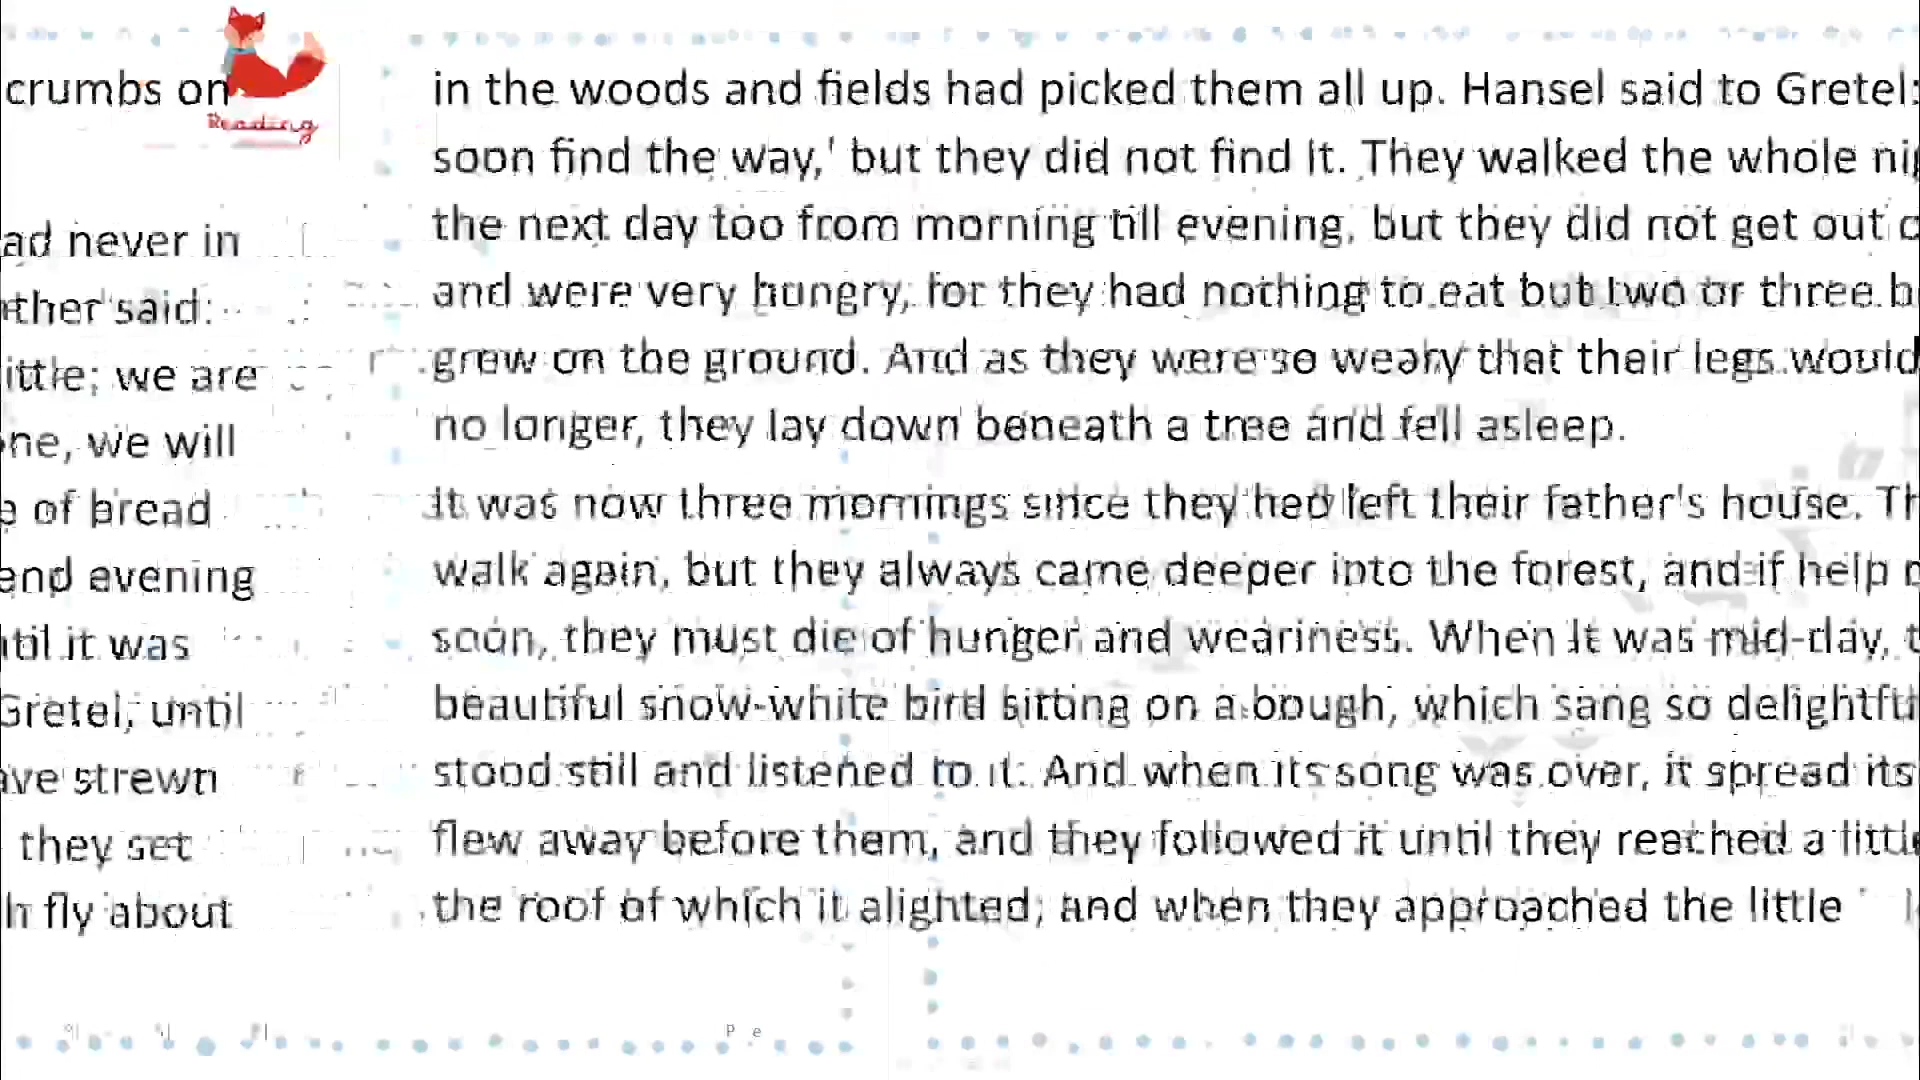 crumbs on
ad never in
ther said:
ittle; we are
ne, we will
of bread
and evening
ntil it was
Gretel, until
ave strewn
they set
h fly about
Reading
in the woods and fields had picked them all up. Hansel said to Gretel:
soon find the way,' but they did not find it. They walked the whole nig
the next day too from morning till evening, but they did not get out o
and were very hungry, for they had nothing to eat but two or three b
grew on the ground. And as they were so weary that their legs would
no longer, they lay down beneath a tree and fell asleep.
It was now three mornings since they had left their father's house. Th
walk again, but they always came deeper into the forest, and if help
soon, they must die of hunger and weariness. When it was mid-day, t
beautiful snow-white bird sitting on a bough, which sang so delightfu
stood still and listened to it. And when its song was over, it spread its
flew away before them, and they followed it until they reached a little
the roof of which it alighted; and when they approached the little